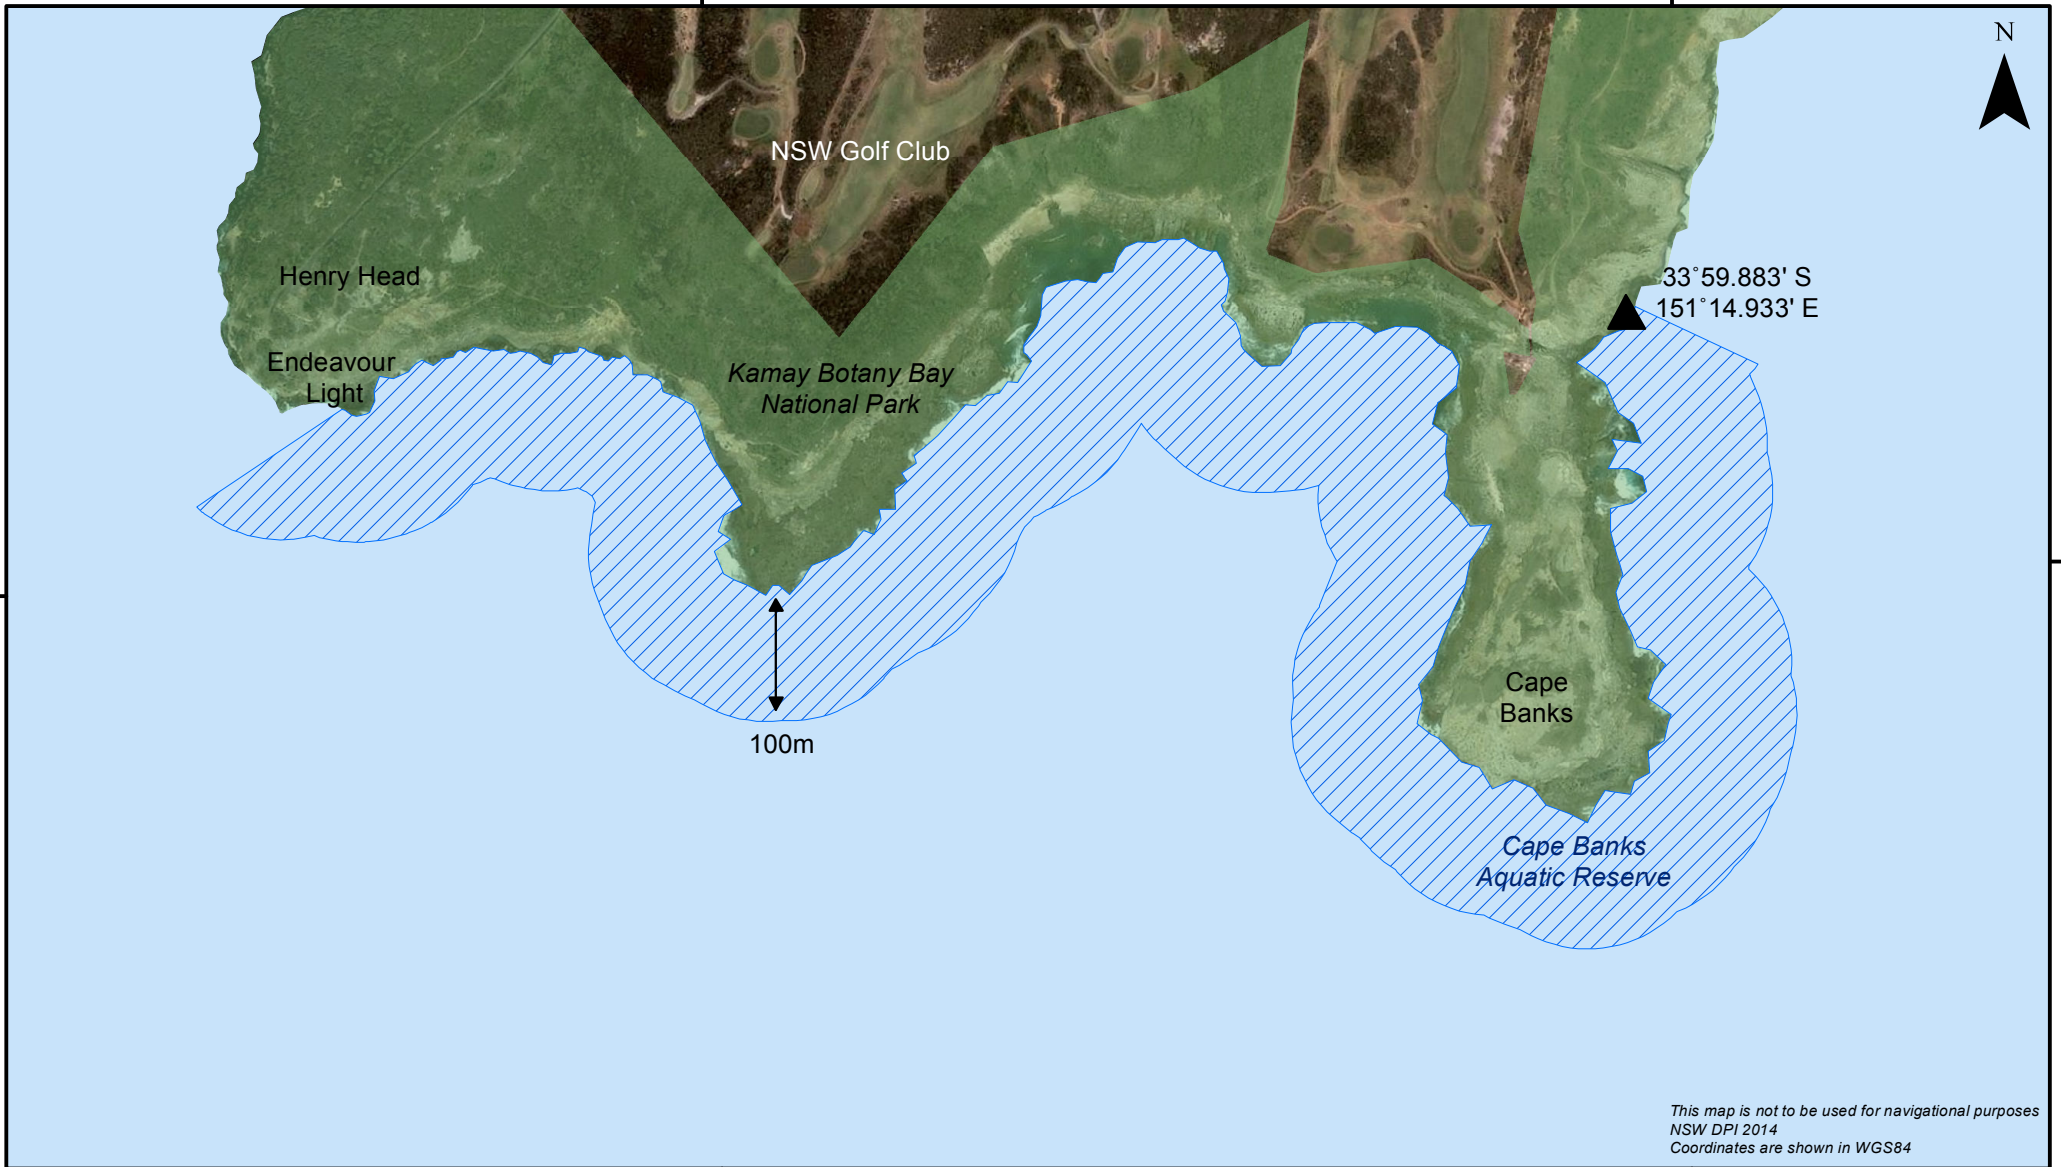 N
NSW Golf Club
Henry Head
33°59.883' S
151°14.933' E
Endeavour
Light
Kamay Botany Bay
National Park
Cape
Banks
100m
Cape Banks
Aquatic Reserve
This map is not to be used for navigational purposes
NSW DPI 2014
Coordinates are shown in WGS84